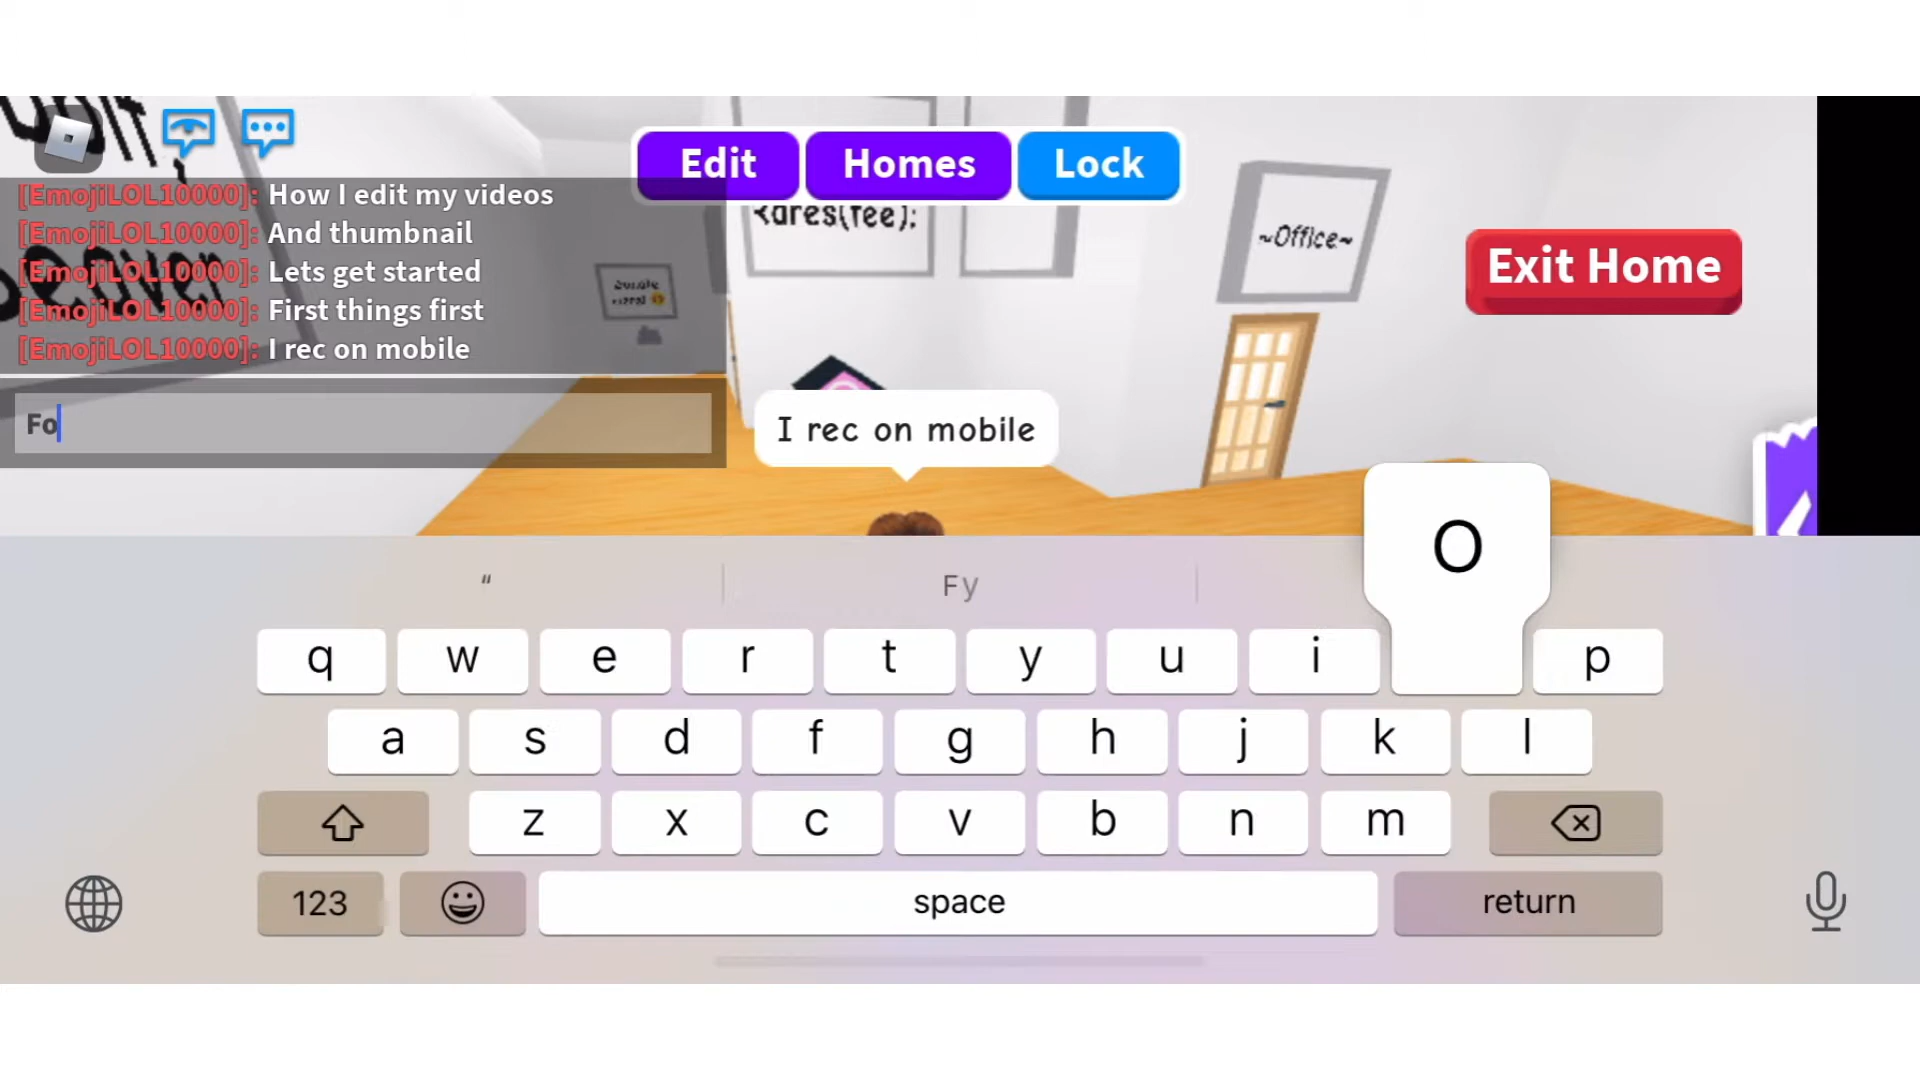 Edit Homes Lock
[EmojiLOL10000]: How I edit my videos
[EmojiLOL10000]: And thumbnail
[EmojiLOL10000]: Lets get started
[EmojiLOL10000]: First things first
[EmojiLOL10000]: I rec on mobile
~Office~
Exit Home
Fo
I rec on mobile
O
“ Fy
q w e r t y u i p
a s d f g h j k l
z x c v b n m
123 space return